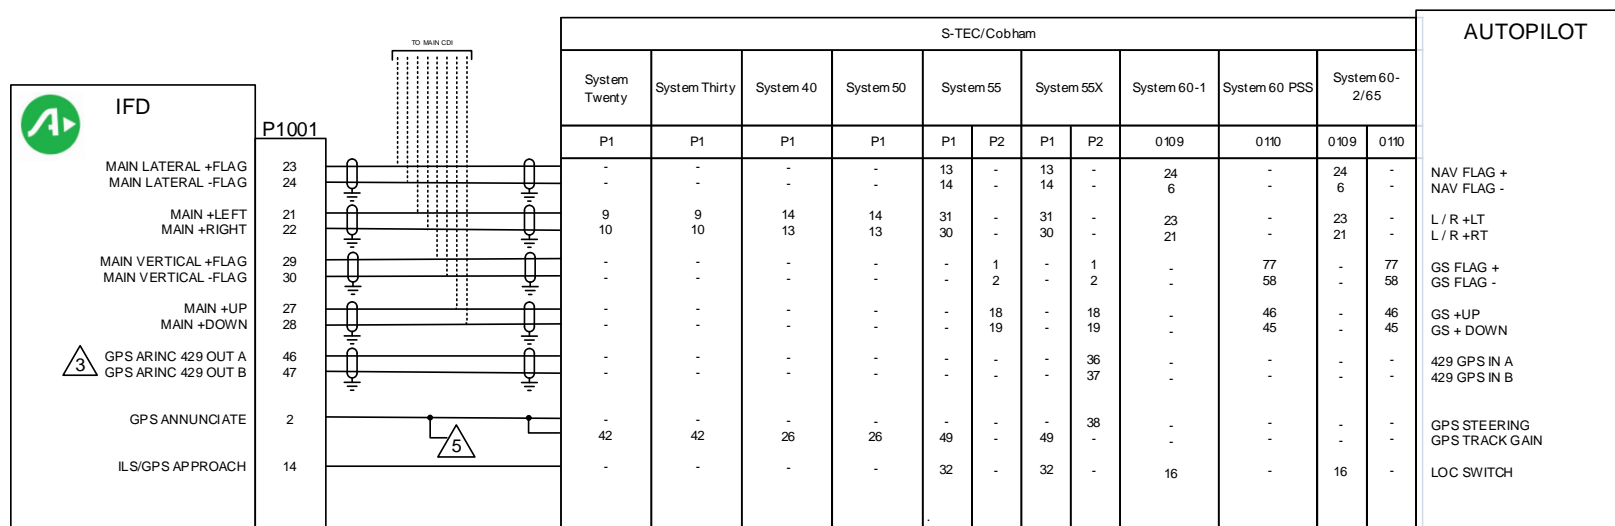 TO MAIN CDI
S-TEC/Cobham
AUTOPILOT
IFD
P1001
System Twenty
System Thirty
System 40
System 50
System 55
System 55X
System 60-1
System 60 PSS
System 60-2/65
P1 P1 P1 P1 P1 P2 P1 P2 0109 0110 0109 0110
MAIN LATERAL +FLAG 23 - - - - 13 - 13 - 24 - 24 - NAV FLAG +
MAIN LATERAL -FLAG 24 - - - - 14 - 14 - 6 - 6 - NAV FLAG -
MAIN +LEFT 21 9 9 14 14 31 - 31 - 23 - 23 - L / R +LT
MAIN +RIGHT 22 10 10 13 13 30 - 30 - 21 - 21 - L / R +RT
MAIN VERTICAL +FLAG 29 - - - - - 1 - 1 - 77 - 77 GS FLAG +
MAIN VERTICAL -FLAG 30 - - - - - 2 - 2 - 58 - 58 GS FLAG -
MAIN +UP 27 - - - - - 18 - 18 - 46 - 46 GS +UP
MAIN +DOWN 28 - - - - - 19 - 19 - 45 - 45 GS + DOWN
3
GPS ARINC 429 OUT A 46 - - - - - - - 36 - - - - 429 GPS IN A
GPS ARINC 429 OUT B 47 - - - - - - - 37 - - - - 429 GPS IN B
GPS ANNUNCIATE 2 - - - - - - - 38 - - - - GPS STEERING
5
42 42 26 26 49 - 49 - - - - - GPS TRACK GAIN
ILS/GPS APPROACH 14 - - - - 32 - 32 - 16 - 16 - LOC SWITCH
.